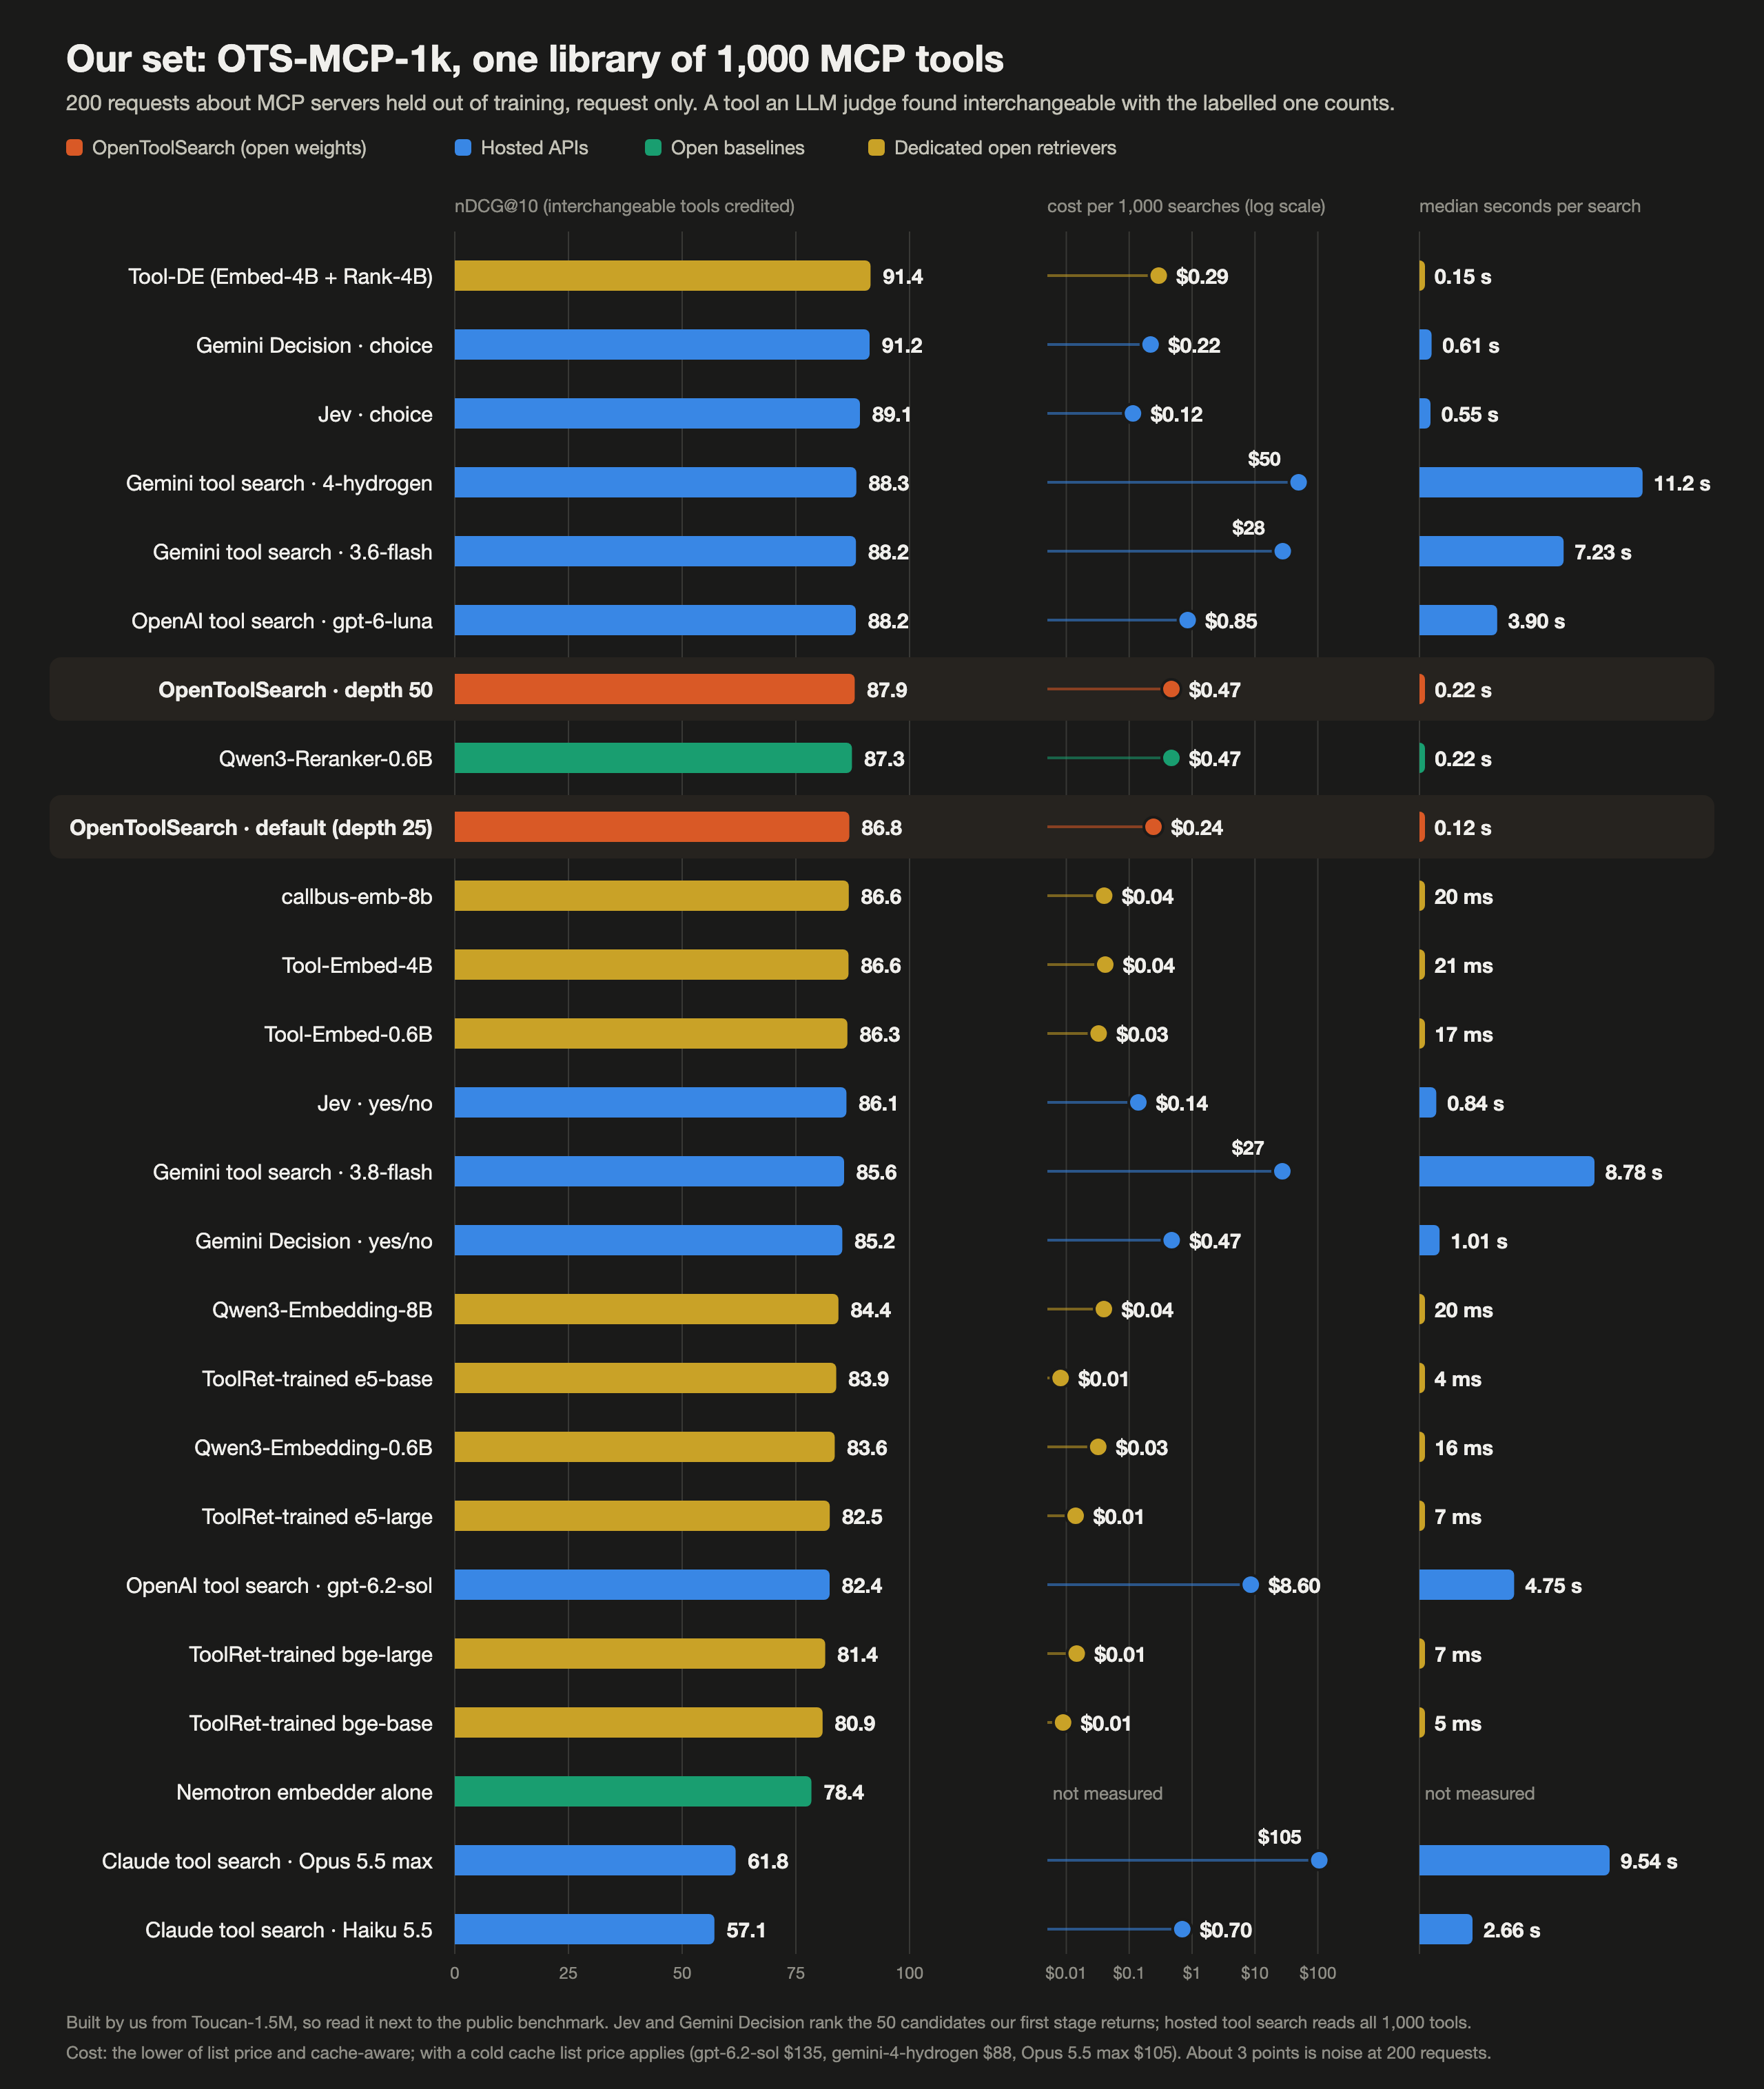 Our set: OTS-MCP-1k, one library of 1,000 MCP tools
200 requests about MCP servers held out of training, request only. A tool an LLM judge found interchangeable with the labelled one counts.
OpenToolSearch (open weights) Hosted APIs Open baselines Dedicated open retrievers
nDCG@10 (interchangeable tools credited) cost per 1,000 searches (log scale) median seconds per search
Tool-DE (Embed-4B + Rank-4B) 91.4 $0.29 0.15 s
Gemini Decision · choice 91.2 $0.22 0.61 s
Jev · choice 89.1 $0.12 0.55 s
Gemini tool search · 4-hydrogen 88.3 $50 11.2 s
Gemini tool search · 3.6-flash 88.2 $28 7.23 s
OpenAI tool search · gpt-6-luna 88.2 $0.85 3.90 s
OpenToolSearch · depth 50 87.9 $0.47 0.22 s
Qwen3-Reranker-0.6B 87.3 $0.47 0.22 s
OpenToolSearch · default (depth 25) 86.8 $0.24 0.12 s
callbus-emb-8b 86.6 $0.04 20 ms
Tool-Embed-4B 86.6 $0.04 21 ms
Tool-Embed-0.6B 86.3 $0.03 17 ms
Jev · yes/no 86.1 $0.14 0.84 s
Gemini tool search · 3.8-flash 85.6 $27 8.78 s
Gemini Decision · yes/no 85.2 $0.47 1.01 s
Qwen3-Embedding-8B 84.4 $0.04 20 ms
ToolRet-trained e5-base 83.9 $0.01 4 ms
Qwen3-Embedding-0.6B 83.6 $0.03 16 ms
ToolRet-trained e5-large 82.5 $0.01 7 ms
OpenAI tool search · gpt-6.2-sol 82.4 $8.60 4.75 s
ToolRet-trained bge-large 81.4 $0.01 7 ms
ToolRet-trained bge-base 80.9 $0.01 5 ms
Nemotron embedder alone 78.4 not measured not measured
Claude tool search · Opus 5.5 max 61.8 $105 9.54 s
Claude tool search · Haiku 5.5 57.1 $0.70 2.66 s
0 25 50 75 100 $0.01 $0.1 $1 $10 $100
Built by us from Toucan-1.5M, so read it next to the public benchmark. Jev and Gemini Decision rank the 50 candidates our first stage returns; hosted tool search reads all 1,000 tools.
Cost: the lower of list price and cache-aware; with a cold cache list price applies (gpt-6.2-sol $135, gemini-4-hydrogen $88, Opus 5.5 max $105). About 3 points is noise at 200 requests.